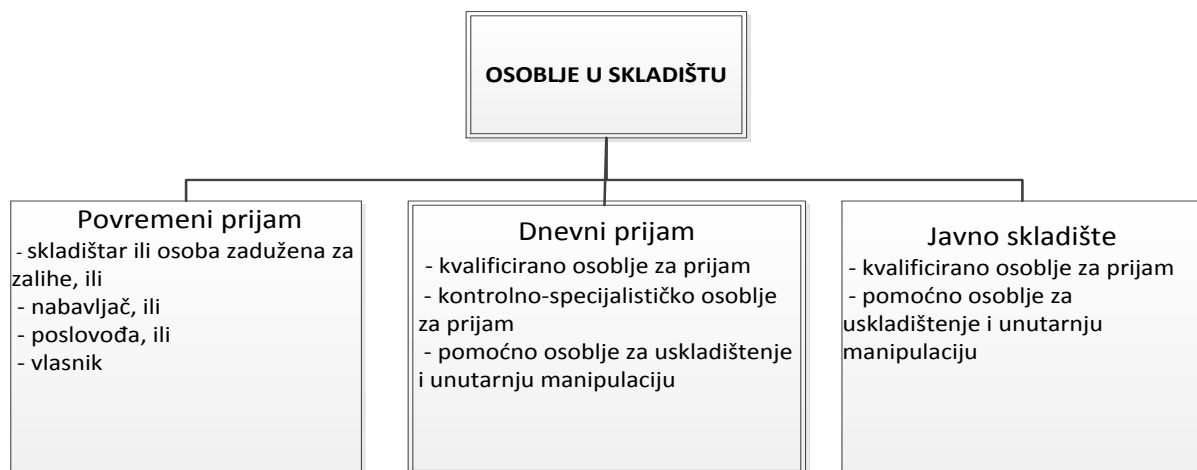 OSOBLJE U SKLADIŠTU
Povremeni prijam
- skladištar ili osoba zadužena za
zalihe, ili
- nabavljač, ili
- poslovođa, ili
- vlasnik
Dnevni prijam
- kvalificirano osoblje za prijam
- kontrolno-specijalističko osoblje
za prijam
- pomoćno osoblje za uskladištenje
i unutarnju manipulaciju
Javno skladište
- kvalificirano osoblje za prijam
- pomoćno osoblje za
uskladištenje i unutarnju
manipulaciju